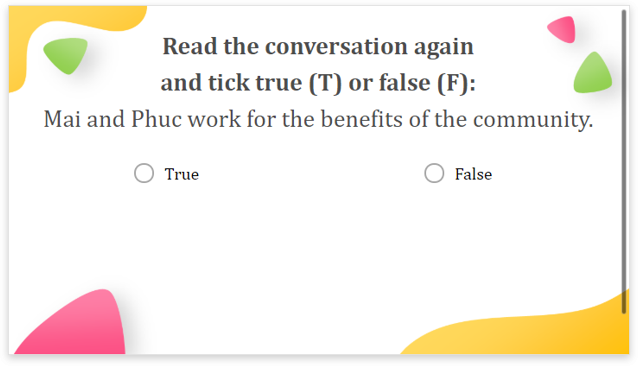 Read the conversation again
and tick true (T) or false (F):
Mai and Phuc work for the benefits of the community.
True
False